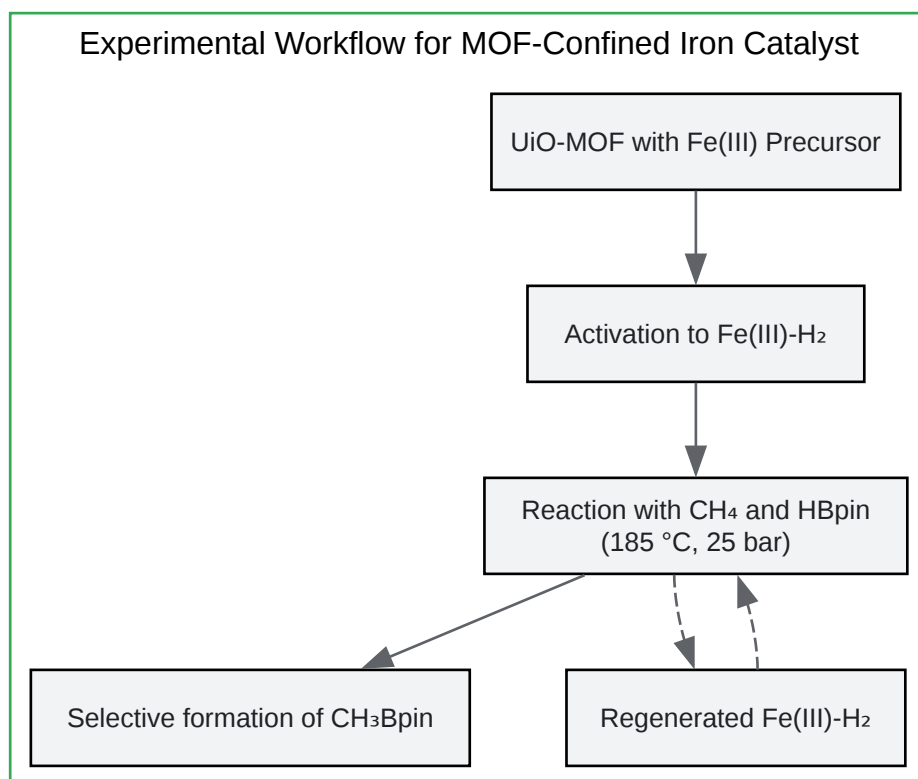 Experimental Workflow for MOF-Confined Iron Catalyst
UiO-MOF with Fe(III) Precursor
Activation to Fe(III)-H₂
Reaction with CH₄ and HBpin
(185 °C, 25 bar)
Selective formation of CH₃Bpin
Regenerated Fe(III)-H₂